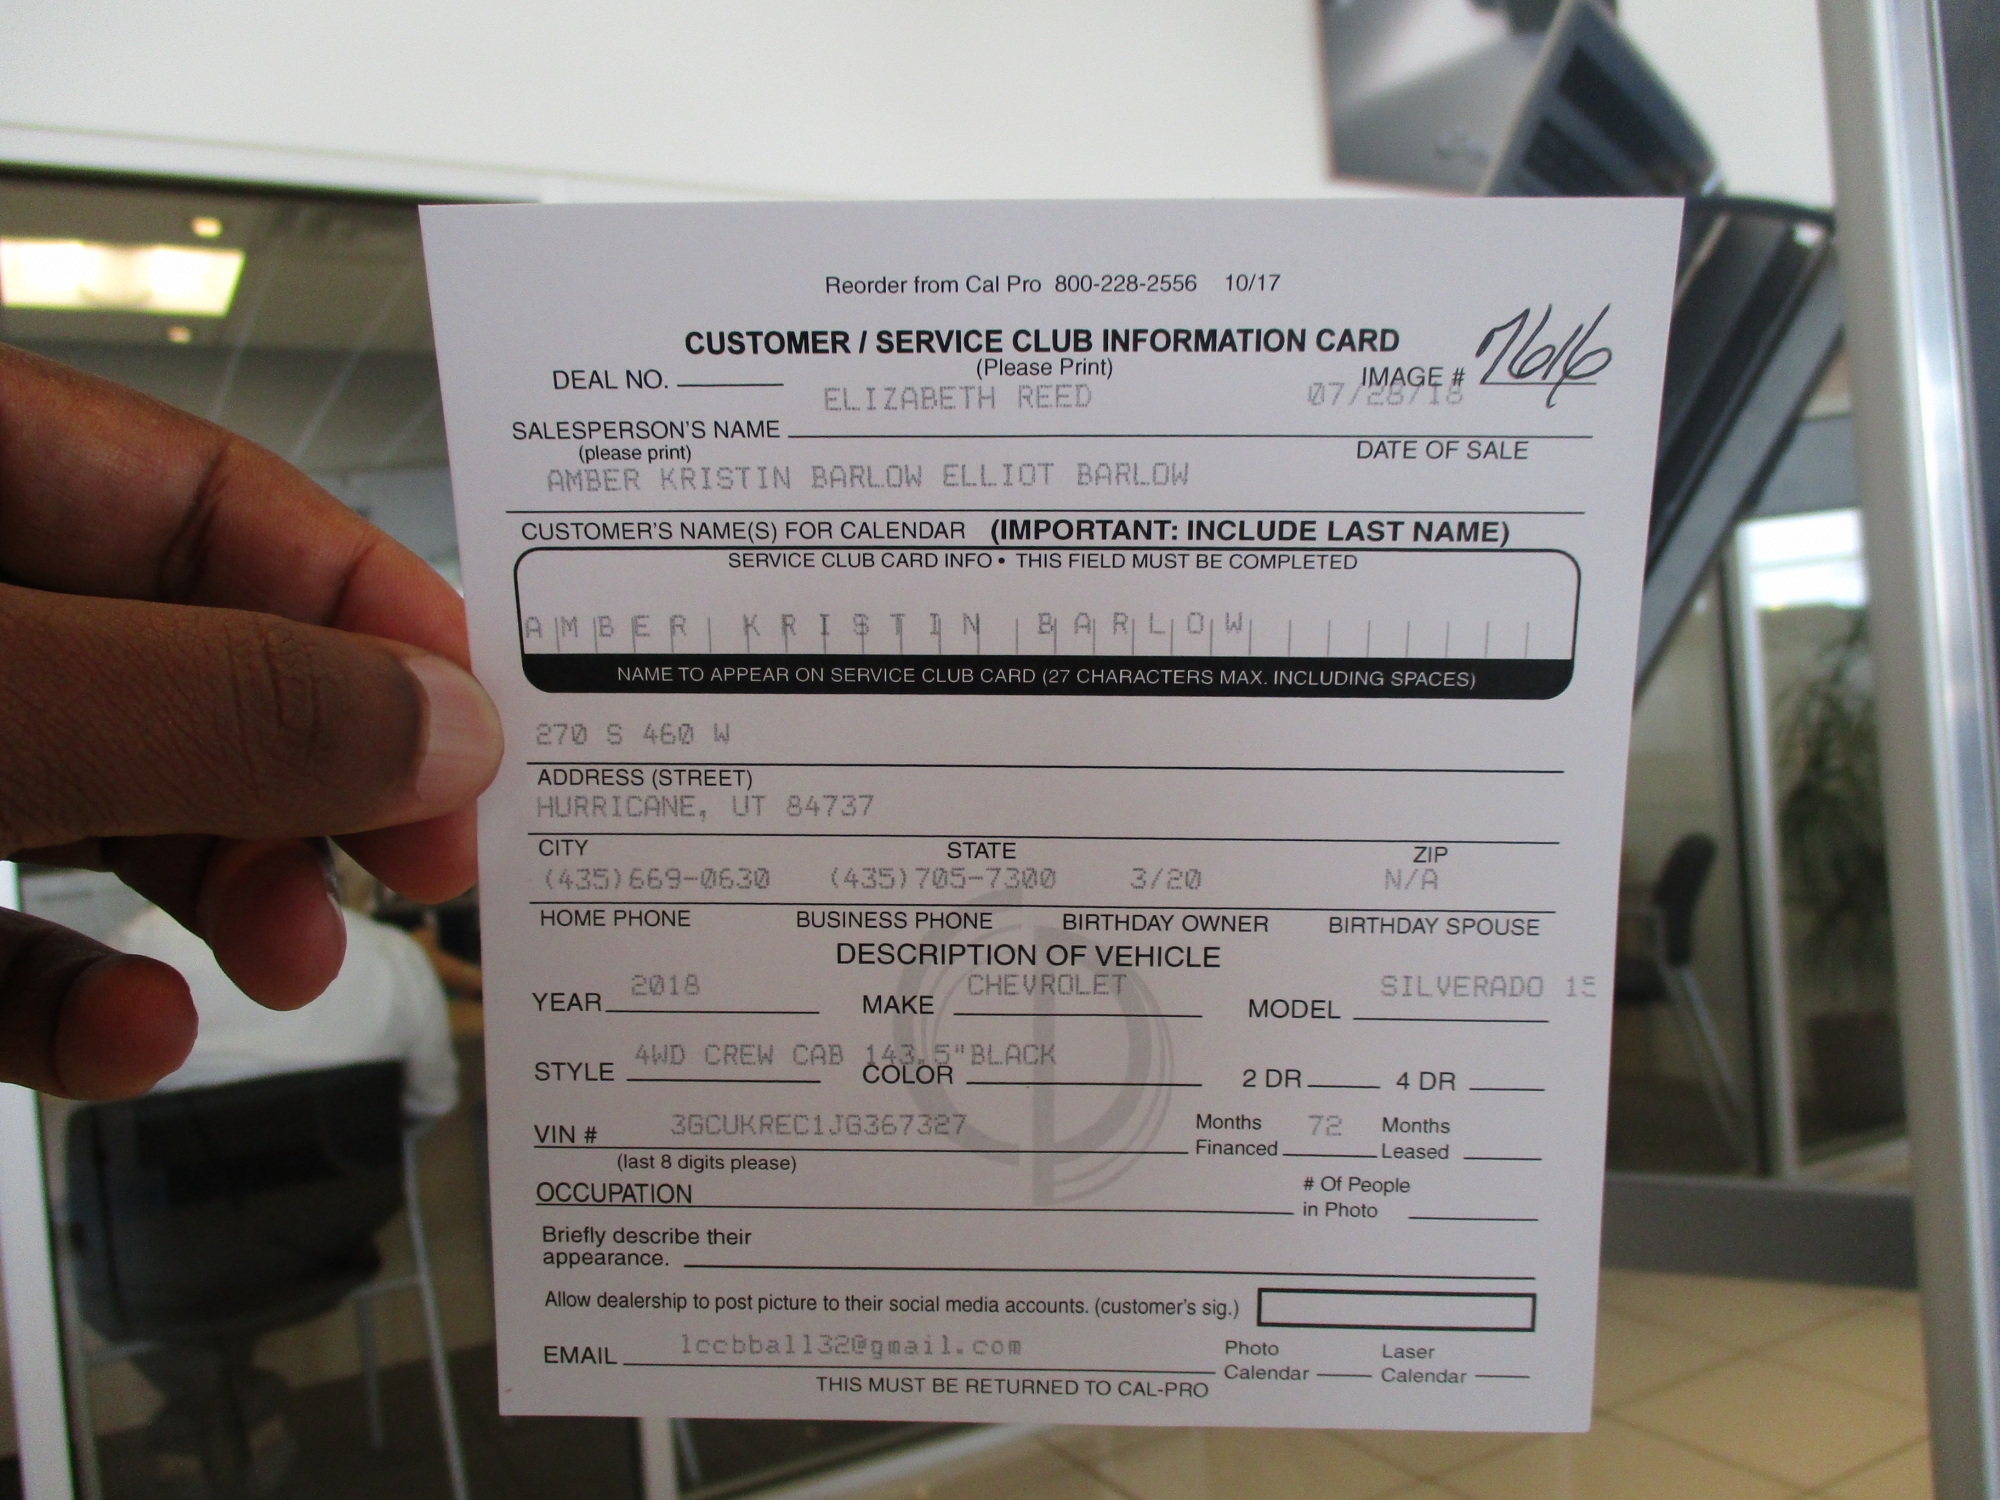 Reorder from Cal Pro 800-228-2556 10/17
CUSTOMER / SERVICE CLUB INFORMATION CARD
(Please Print)
DEAL NO. IMAGE # 7616
ELIZABETH REED 07/28/18
SALESPERSON'S NAME
(please print) DATE OF SALE
AMBER KRISTIN BARLOW ELLIOT BARLOW
CUSTOMER'S NAME(S) FOR CALENDAR (IMPORTANT: INCLUDE LAST NAME)
SERVICE CLUB CARD INFO • THIS FIELD MUST BE COMPLETED
AMBER KRISTIN BARLOW
NAME TO APPEAR ON SERVICE CLUB CARD (27 CHARACTERS MAX. INCLUDING SPACES)
270 S 460 W
ADDRESS (STREET)
HURRICANE, UT 84737
CITY STATE ZIP
(435)669-0630 (435)705-7300 3/20 N/A
HOME PHONE BUSINESS PHONE BIRTHDAY OWNER BIRTHDAY SPOUSE
DESCRIPTION OF VEHICLE
YEAR 2018 MAKE CHEVROLET MODEL SILVERADO 15
STYLE 4WD CREW CAB 143.5" COLOR BLACK 2 DR 4 DR
VIN # 3GCUKREC1JG367327 Months Financed 72 Months Leased
(last 8 digits please)
OCCUPATION # Of People in Photo
Briefly describe their
appearance.
Allow dealership to post picture to their social media accounts. (customer's sig.)
EMAIL lccbball32@gmail.com Photo Calendar Laser Calendar
THIS MUST BE RETURNED TO CAL-PRO